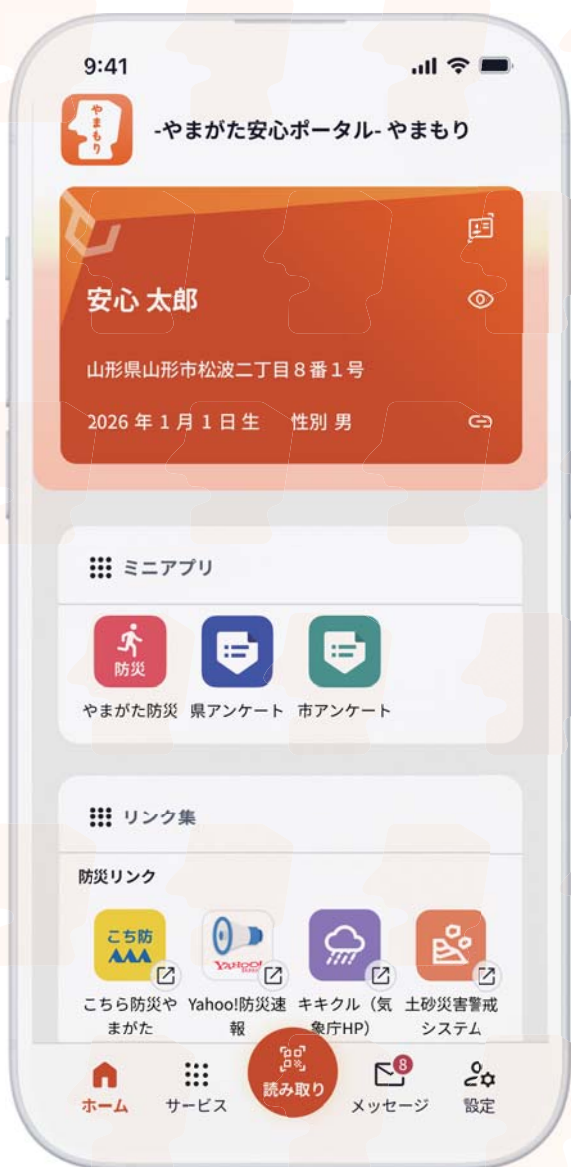 9:41
やまもり
-やまがた安心ポータル- やまもり
安心 太郎
山形県山形市松波二丁目8番1号
2026年1月1日生 性別 男
ミニアプリ
防災
やまがた防災 県アンケート 市アンケート
リンク集
防災リンク
こち防
YAHOO!
こちら防災や Yahoo!防災速 キキクル（気 土砂災害警戒
まがた 報 象庁HP） システム
8
ホーム サービス 読み取り メッセージ 設定